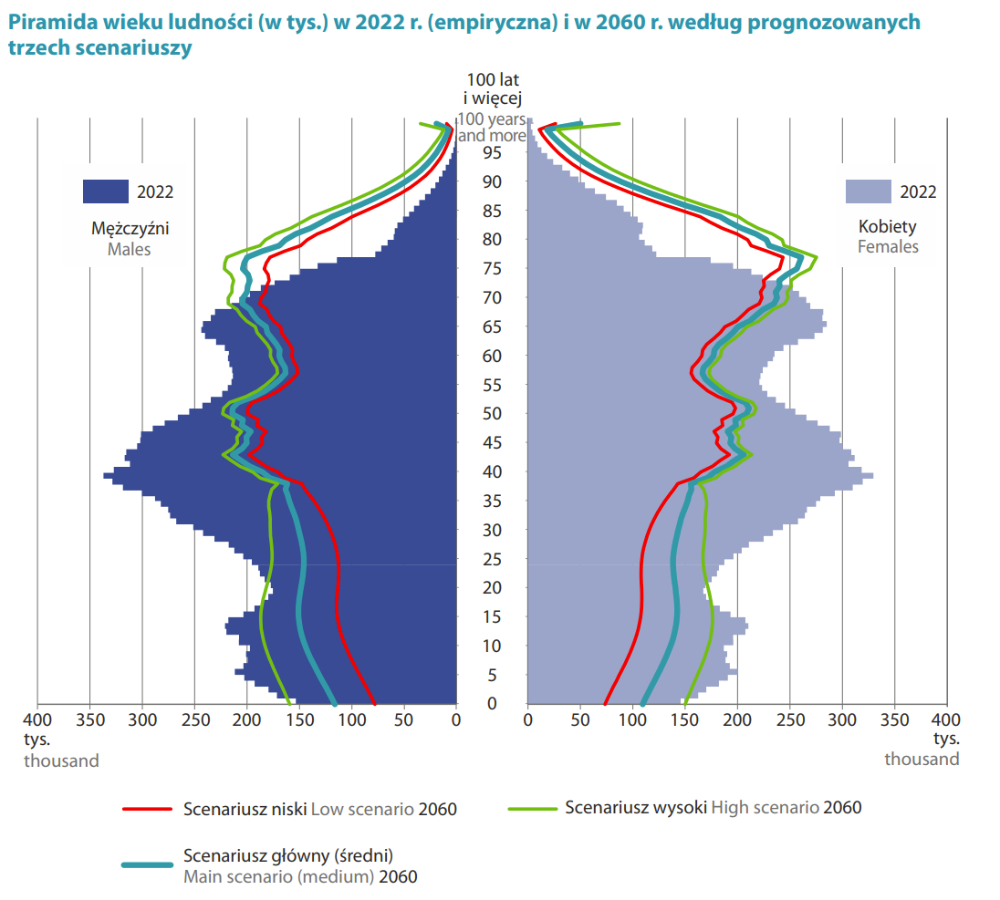 Piramida wieku ludności (w tys.) w 2022 r. (empiryczna) i w 2060 r. według prognozowanych
trzech scenariuszy
100 lat
i więcej
100 years
and more
95
90
85
80
75
70
65
60
55
50
45
40
35
30
25
20
15
10
5
0
2022
Mężczyźni
Males
2022
Kobiety
Females
400 350 300 250 200 150 100 50 0
tys.
thousand
0 50 100 150 200 250 300 350 400
tys.
thousand
Scenariusz niski Low scenario 2060
Scenariusz wysoki High scenario 2060
Scenariusz główny (średni)
Main scenario (medium) 2060